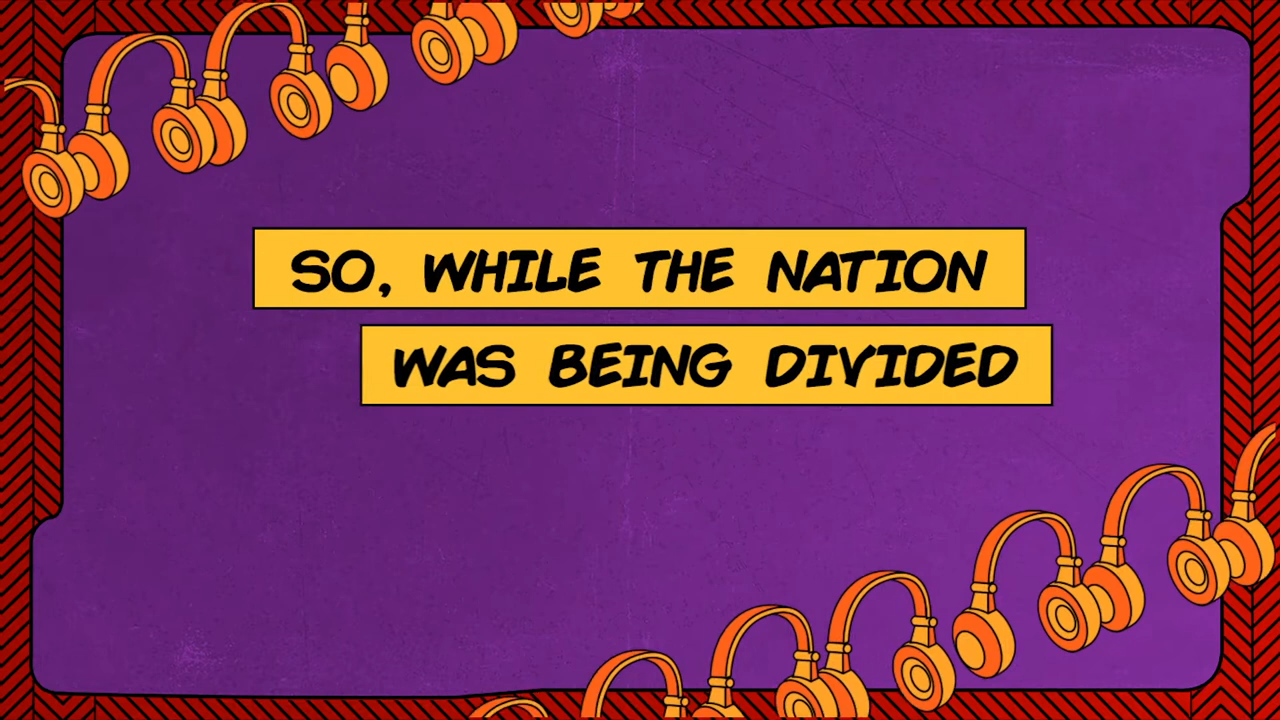 SO, WHILE THE NATION
WAS BEING DIVIDED